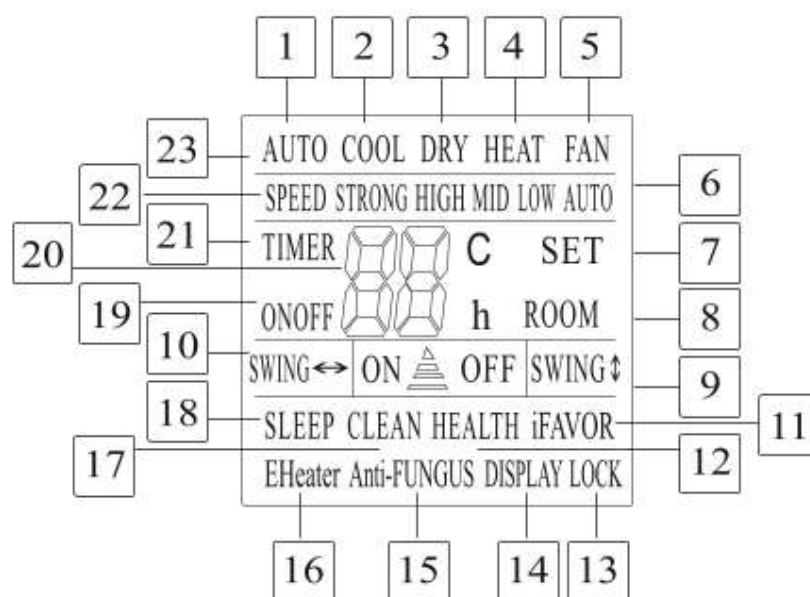 1 2 3 4 5
23 AUTO COOL DRY HEAT FAN
22 SPEED STRONG HIGH MID LOW AUTO 6
21 TIMER C SET 7
20 88
19 ONOFF h ROOM 8
10 SWING↔ ON OFF SWING↕ 9
18 SLEEP CLEAN HEALTH iFAVOR 11
17 EHeater Anti-FUNGUS DISPLAY LOCK 12
16 15 14 13